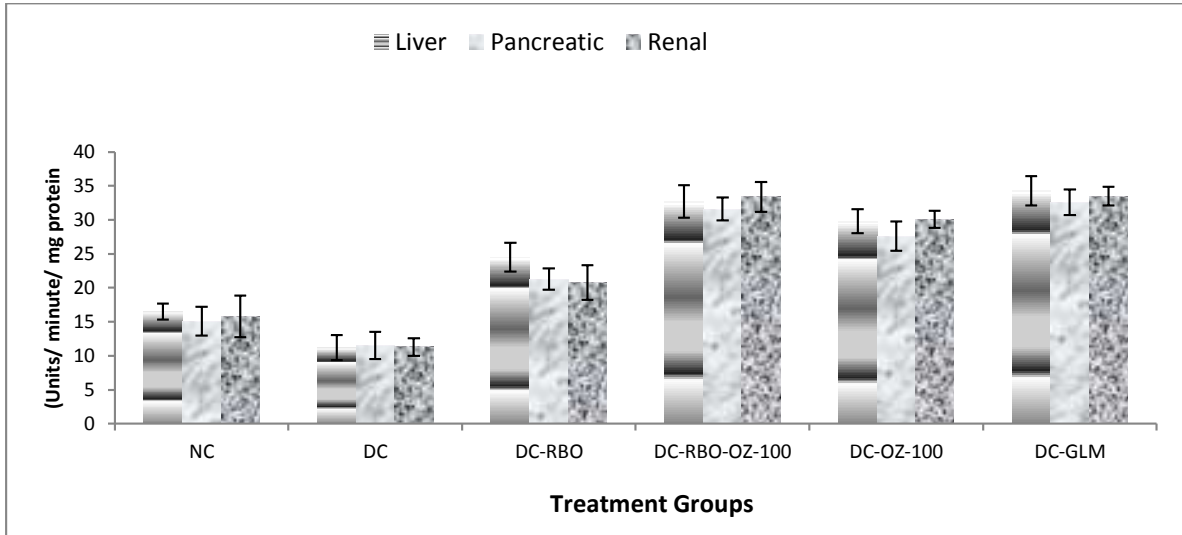 Liver Pancreatic Renal
(Units/ minute/ mg protein
40
35
30
25
20
15
10
5
0
NC DC DC-RBO DC-RBO-OZ-100 DC-OZ-100 DC-GLM
Treatment Groups